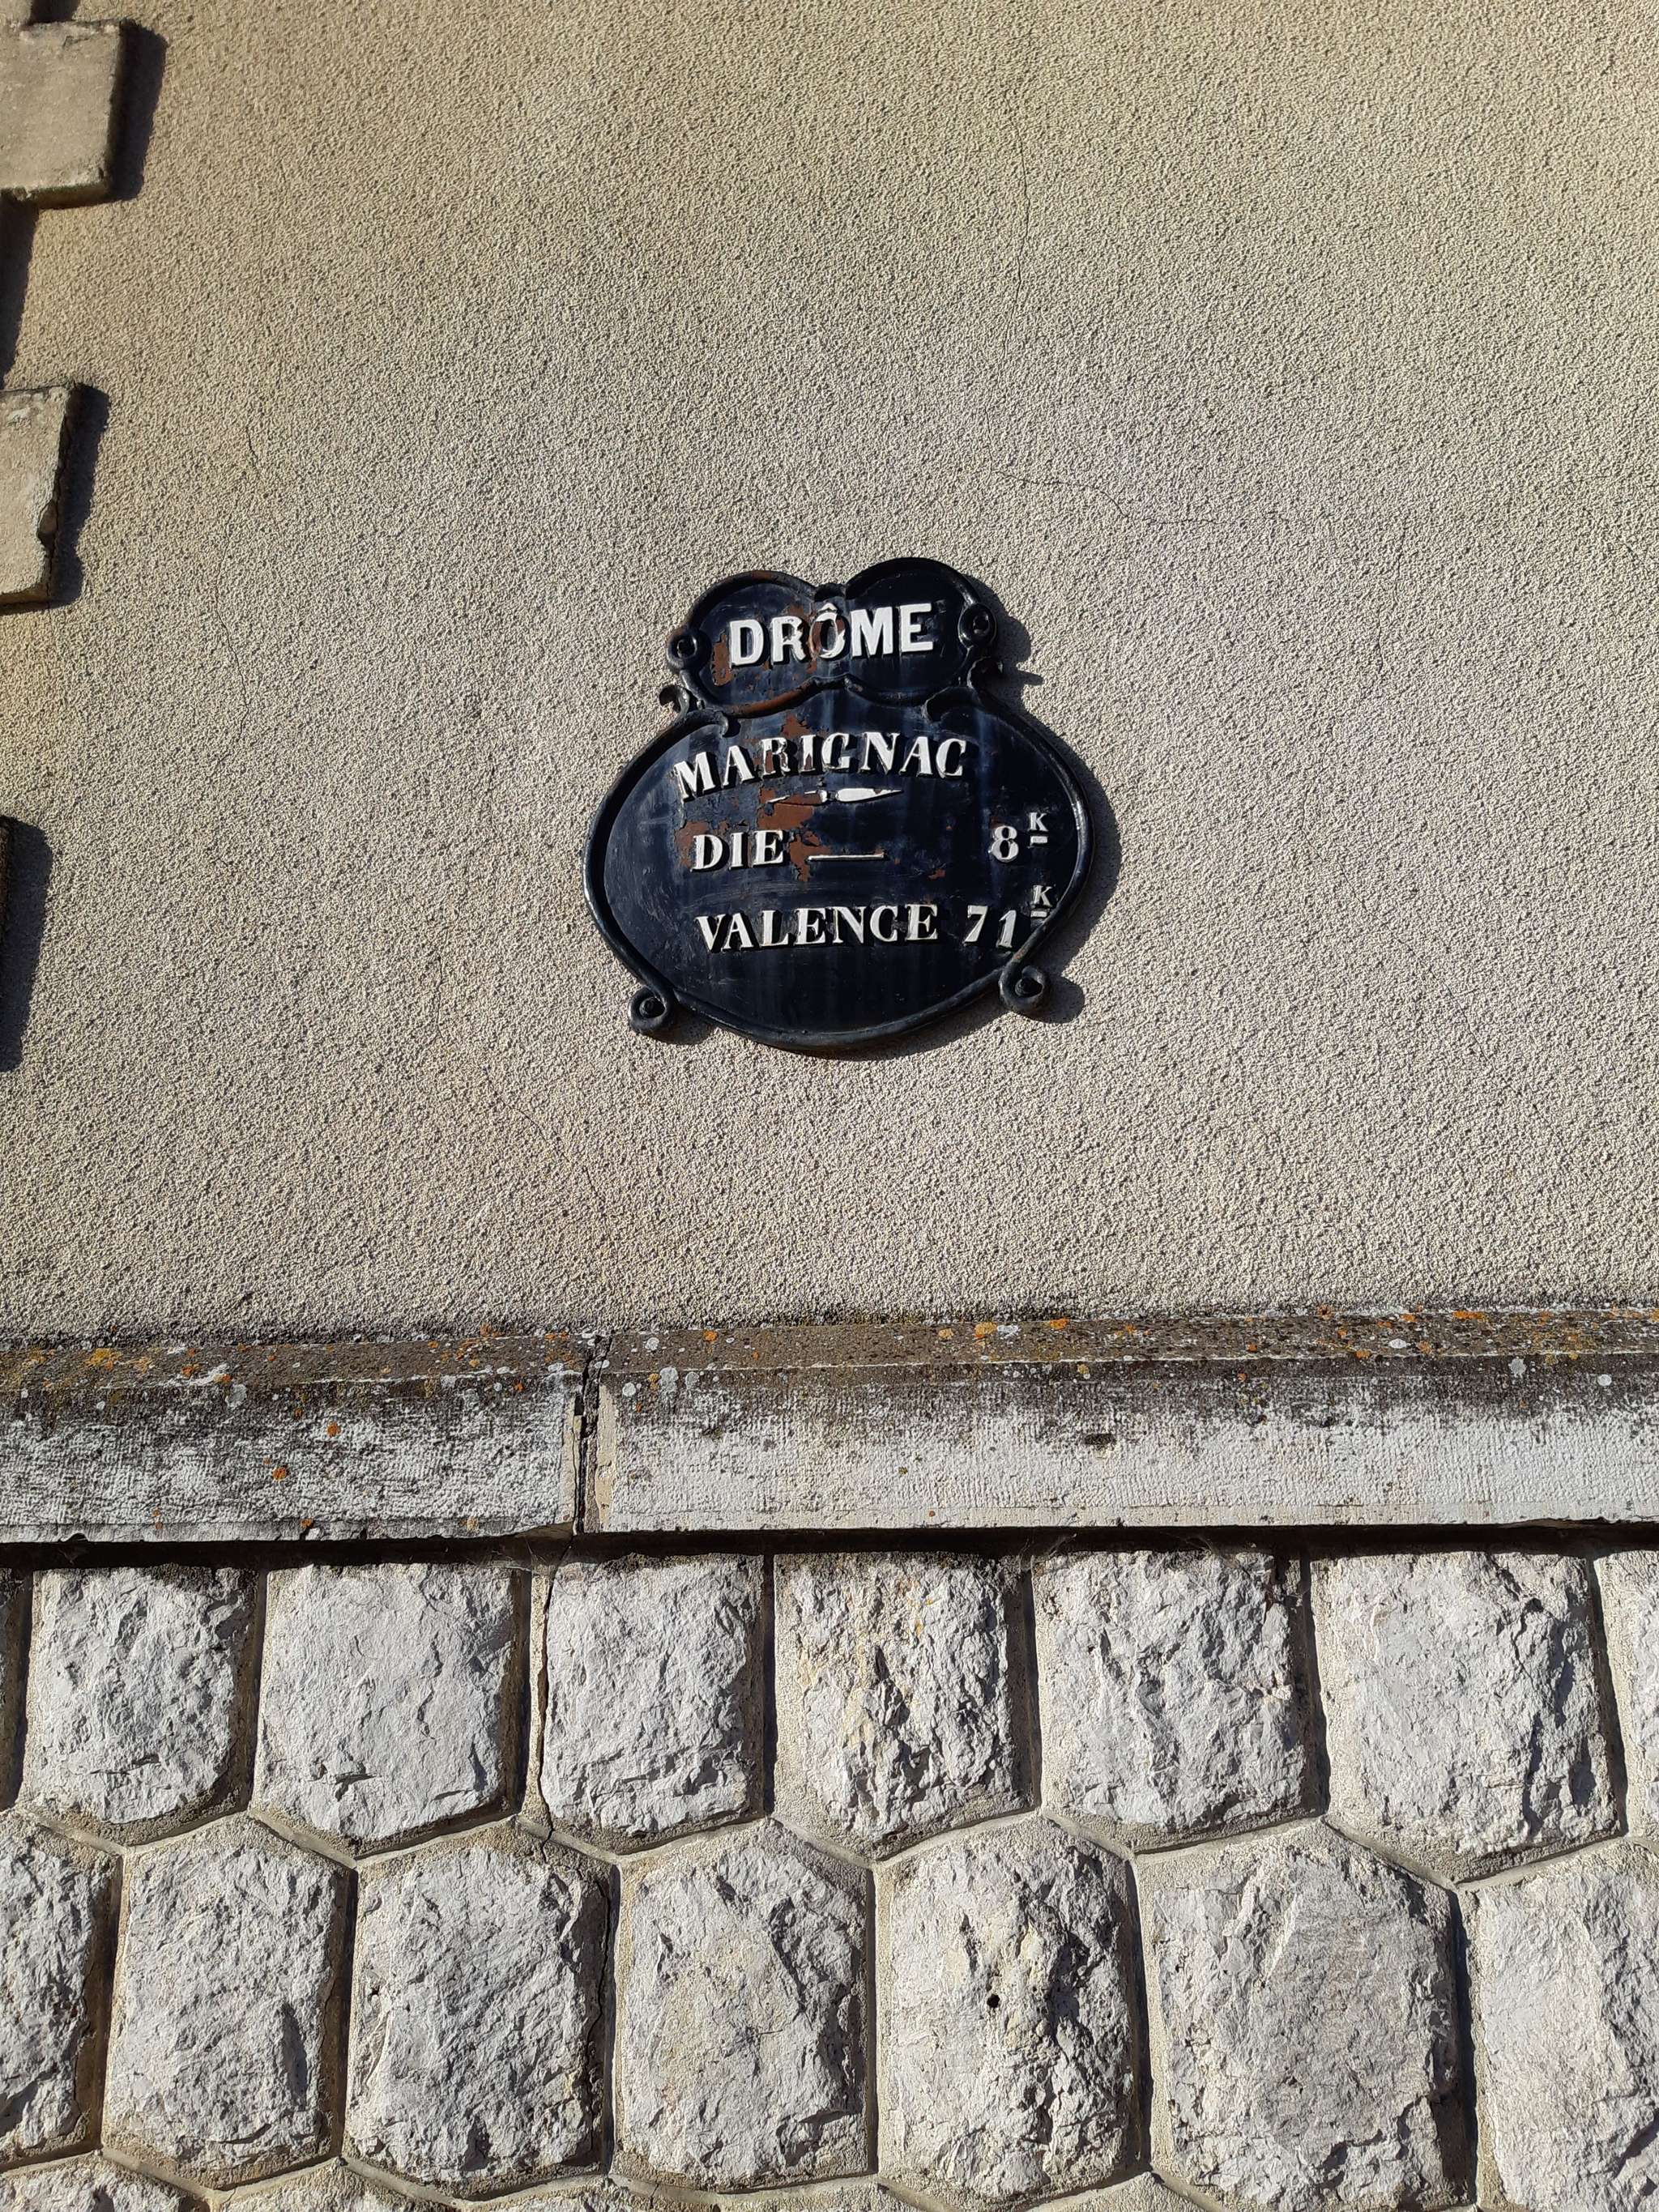 DRÔME
MARIGNAC
DIE — 8K
VALENCE 71K